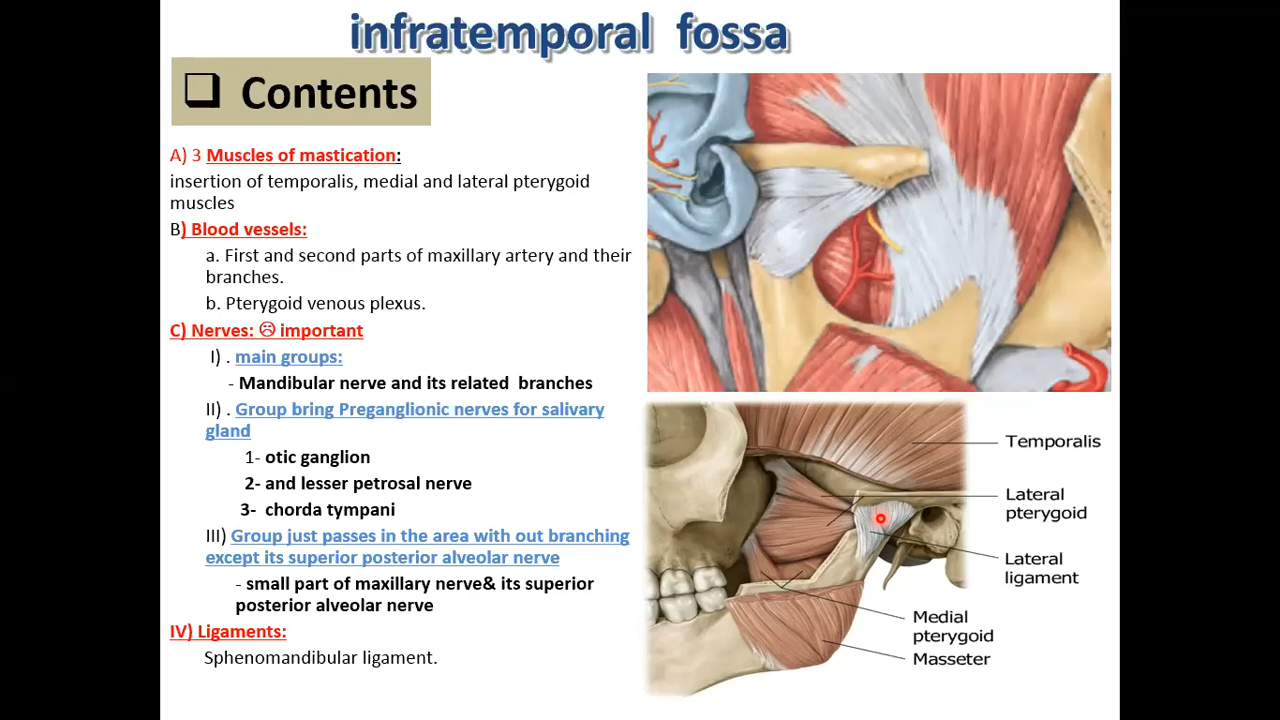 infratemporal fossa
❑ Contents
A) 3 Muscles of mastication:
insertion of temporalis, medial and lateral pterygoid
muscles
B) Blood vessels:
a. First and second parts of maxillary artery and their
branches.
b. Pterygoid venous plexus.
C) Nerves: ☹ important
I) . main groups:
- Mandibular nerve and its related branches
II) . Group bring Preganglionic nerves for salivary
gland
1- otic ganglion
2- and lesser petrosal nerve
3- chorda tympani
III) Group just passes in the area with out branching
except its superior posterior alveolar nerve
- small part of maxillary nerve& its superior
posterior alveolar nerve
IV) Ligaments:
Sphenomandibular ligament.
Temporalis
Lateral
pterygoid
Lateral
ligament
Medial
pterygoid
Masseter